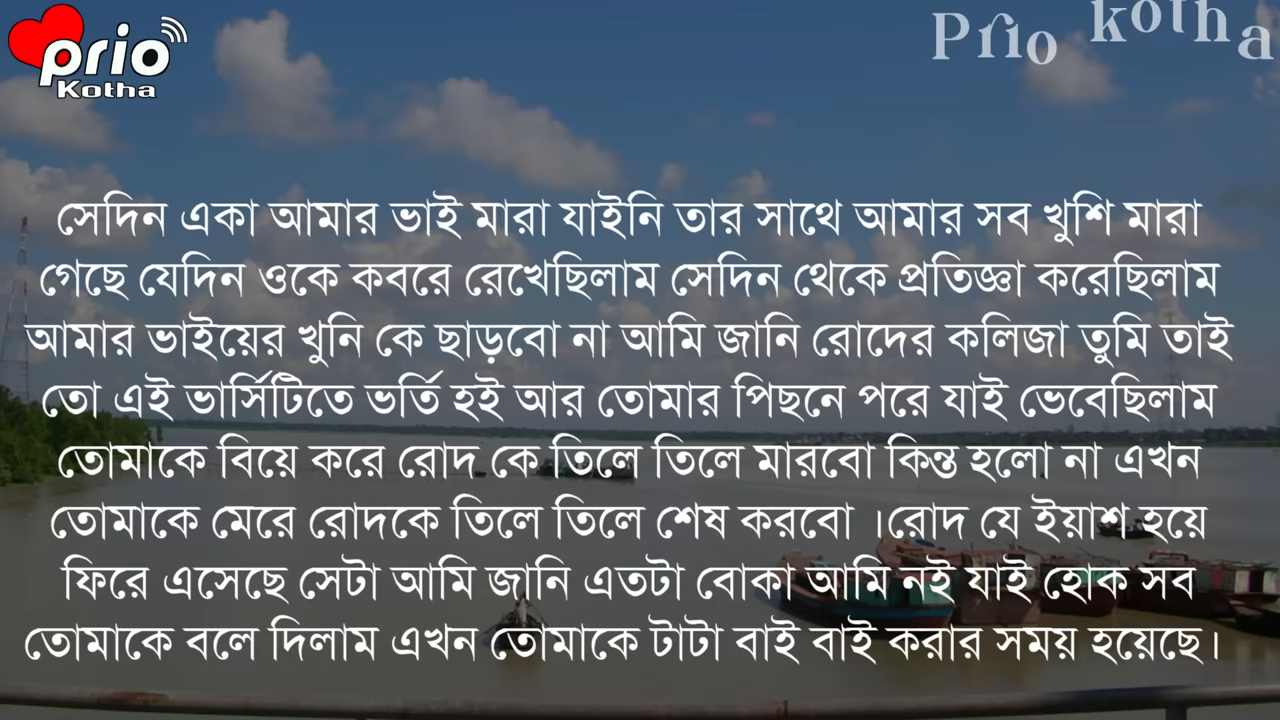 prio
Kotha
Prio kotha
সেদিন একা আমার ভাই মারা যাইনি তার সাথে আমার সব খুশি মারা
গেছে যেদিন ওকে কবরে রেখেছিলাম সেদিন থেকে প্রতিজ্ঞা করেছিলাম
আমার ভাইয়ের খুনি কে ছাড়বো না আমি জানি রোদের কলিজা তুমি তাই
তো এই ভার্সিটিতে ভর্তি হই আর তোমার পিছনে পরে যাই ভেবেছিলাম
তোমাকে বিয়ে করে রোদ কে তিলে তিলে মারবো কিন্ত হলো না এখন
তোমাকে মেরে রোদকে তিলে তিলে শেষ করবো ।রোদ যে ইয়াশ হয়ে
ফিরে এসেছে সেটা আমি জানি এতটা বোকা আমি নই যাই হোক সব
তোমাকে বলে দিলাম এখন তোমাকে টাটা বাই বাই করার সময় হয়েছে।